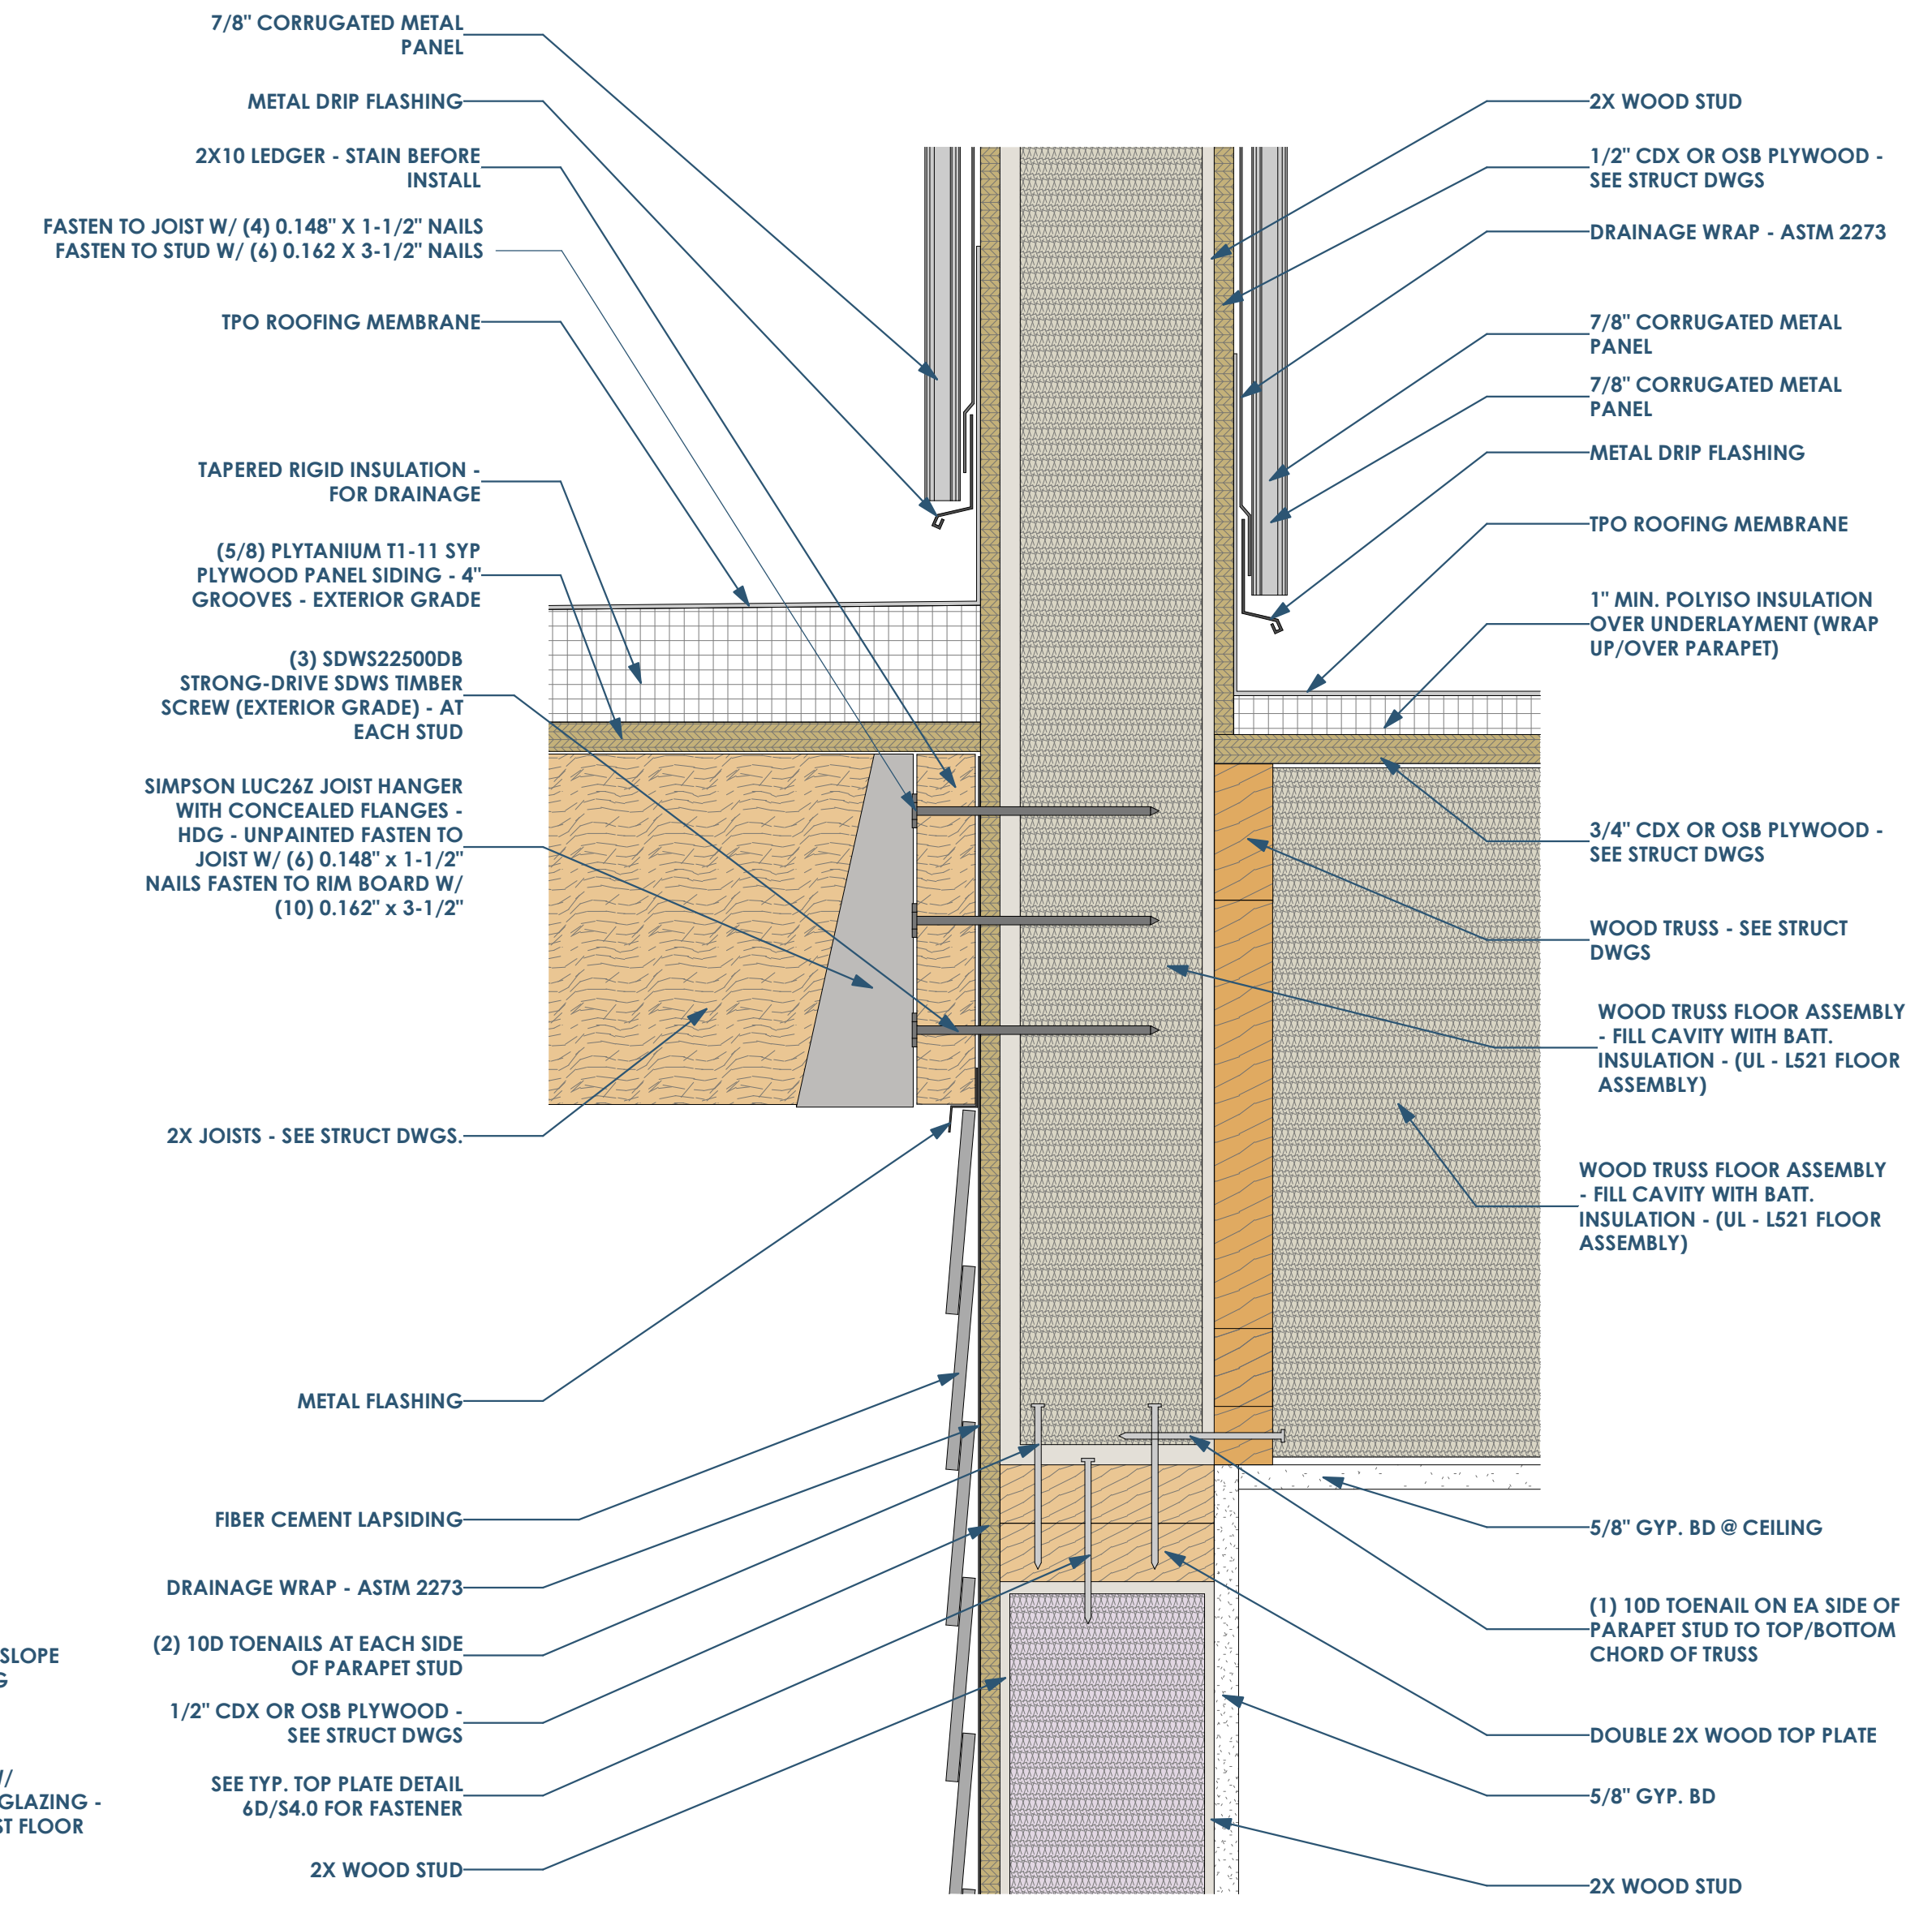 7/8" CORRUGATED METAL
PANEL
METAL DRIP FLASHING
2X10 LEDGER - STAIN BEFORE
INSTALL
FASTEN TO JOIST W/ (4) 0.148" X 1-1/2" NAILS
FASTEN TO STUD W/ (6) 0.162 X 3-1/2" NAILS
TPO ROOFING MEMBRANE
TAPERED RIGID INSULATION -
FOR DRAINAGE
(5/8) PLYTANIUM T1-11 SYP
PLYWOOD PANEL SIDING - 4"
GROOVES - EXTERIOR GRADE
(3) SDWS22500DB
STRONG-DRIVE SDWS TIMBER
SCREW (EXTERIOR GRADE) - AT
EACH STUD
SIMPSON LUC26Z JOIST HANGER
WITH CONCEALED FLANGES -
HDG - UNPAINTED FASTEN TO
JOIST W/ (6) 0.148" x 1-1/2"
NAILS FASTEN TO RIM BOARD W/
(10) 0.162" x 3-1/2"
2X JOISTS - SEE STRUCT DWGS.
METAL FLASHING
FIBER CEMENT LAPSIDING
DRAINAGE WRAP - ASTM 2273
(2) 10D TOENAILS AT EACH SIDE
OF PARAPET STUD
1/2" CDX OR OSB PLYWOOD -
SEE STRUCT DWGS
SEE TYP. TOP PLATE DETAIL
6D/S4.0 FOR FASTENER
2X WOOD STUD
SLOPE
G
W/
GLAZING -
ST FLOOR
2X WOOD STUD
1/2" CDX OR OSB PLYWOOD -
SEE STRUCT DWGS
DRAINAGE WRAP - ASTM 2273
7/8" CORRUGATED METAL
PANEL
7/8" CORRUGATED METAL
PANEL
METAL DRIP FLASHING
TPO ROOFING MEMBRANE
1" MIN. POLYISO INSULATION
OVER UNDERLAYMENT (WRAP
UP/OVER PARAPET)
3/4" CDX OR OSB PLYWOOD -
SEE STRUCT DWGS
WOOD TRUSS - SEE STRUCT
DWGS
WOOD TRUSS FLOOR ASSEMBLY
- FILL CAVITY WITH BATT.
INSULATION - (UL - L521 FLOOR
ASSEMBLY)
WOOD TRUSS FLOOR ASSEMBLY
- FILL CAVITY WITH BATT.
INSULATION - (UL - L521 FLOOR
ASSEMBLY)
5/8" GYP. BD @ CEILING
(1) 10D TOENAIL ON EA SIDE OF
PARAPET STUD TO TOP/BOTTOM
CHORD OF TRUSS
DOUBLE 2X WOOD TOP PLATE
5/8" GYP. BD
2X WOOD STUD